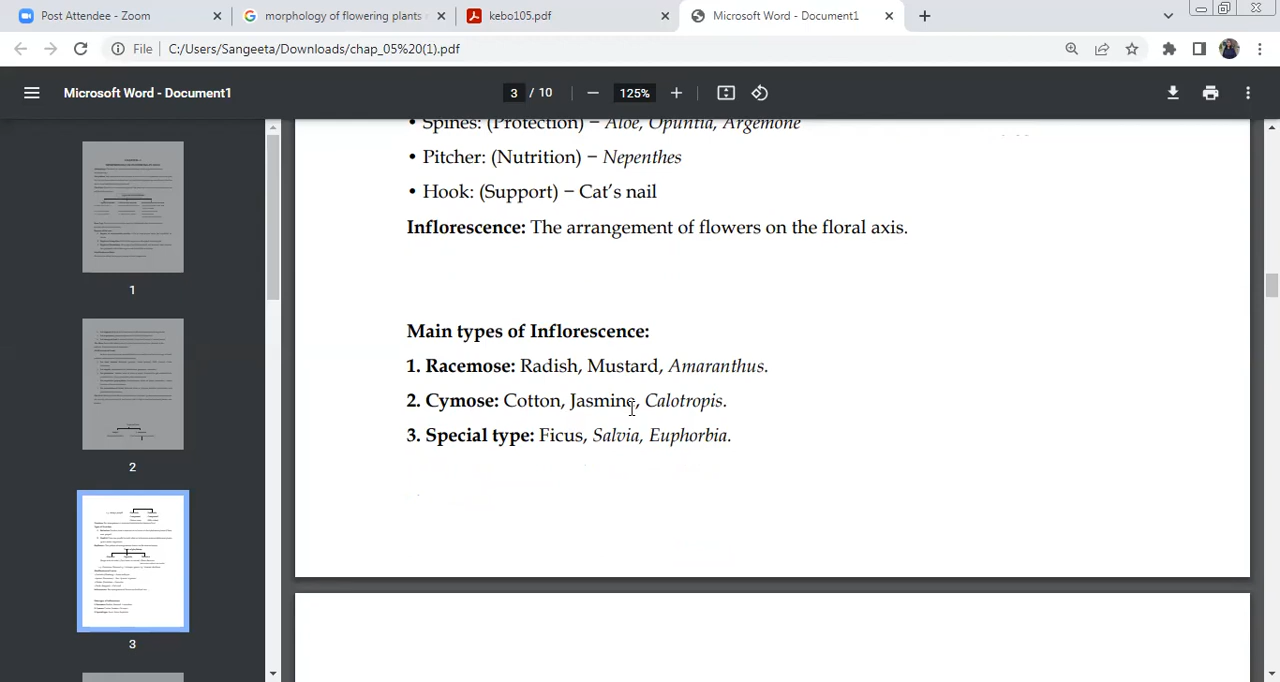 Post Attendee - Zoom
morphology of flowering plants
kebo105.pdf
Microsoft Word - Document1
File
C:/Users/Sangeeta/Downloads/chap_05%20(1).pdf
Microsoft Word - Document1
3 / 10
125%
• Spines: (Protection) – Aloe, Opuntia, Argemone
• Pitcher: (Nutrition) – Nepenthes
• Hook: (Support) – Cat’s nail
Inflorescence: The arrangement of flowers on the floral axis.
Main types of Inflorescence:
1. Racemose: Radish, Mustard, Amaranthus.
2. Cymose: Cotton, Jasmine, Calotropis.
3. Special type: Ficus, Salvia, Euphorbia.
1
2
3